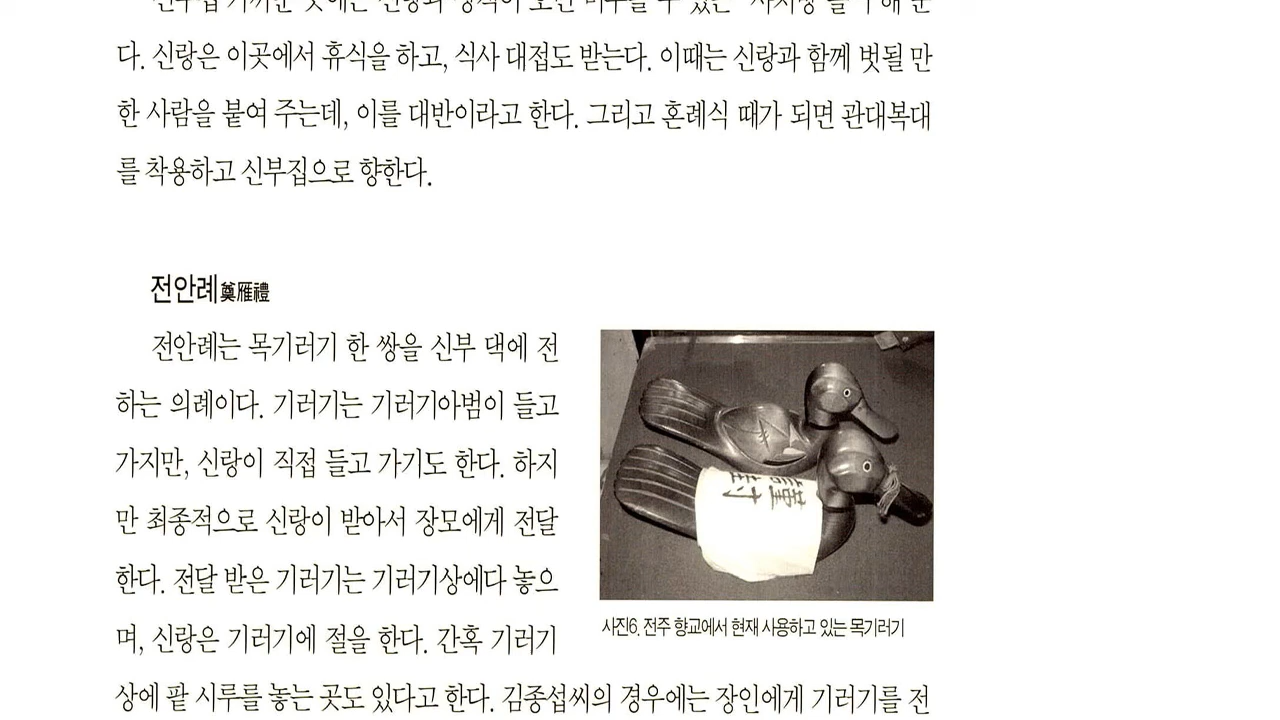 다. 신랑은 이곳에서 휴식을 하고, 식사 대접도 받는다. 이때는 신랑과 함께 벗될 만
한 사람을 붙여 주는데, 이를 대반이라고 한다. 그리고 혼례식 때가 되면 관대복대
를 착용하고 신부집으로 향한다.
전안례奠雁禮
전안례는 목기러기 한 쌍을 신부 댁에 전
하는 의례이다. 기러기는 기러기아범이 들고
가지만, 신랑이 직접 들고 가기도 한다. 하지
만 최종적으로 신랑이 받아서 장모에게 전달
한다. 전달 받은 기러기는 기러기상에다 놓으
며, 신랑은 기러기에 절을 한다. 간혹 기러기
상에 팥 시루를 놓는 곳도 있다고 한다. 김종섭씨의 경우에는 장인에게 기러기를 전
謹封
사진6. 전주 향교에서 현재 사용하고 있는 목기러기